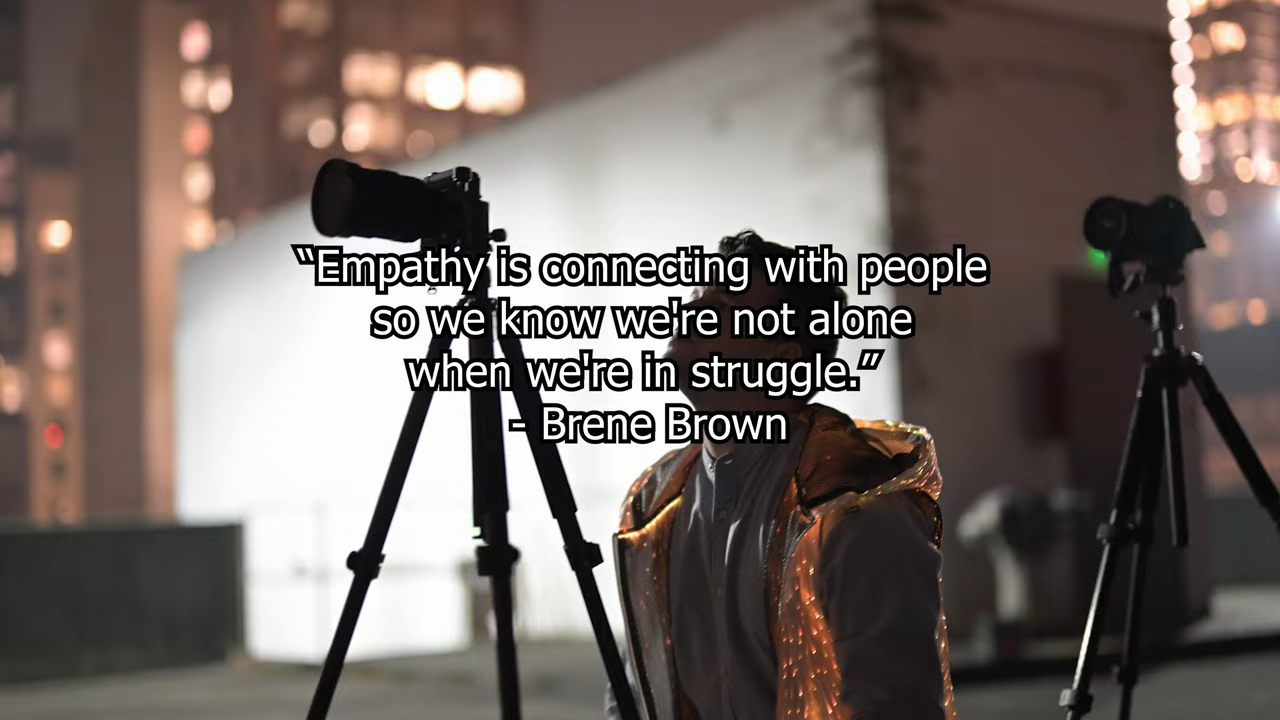 “Empathy is connecting with people
so we know we're not alone
when we're in struggle.”
- Brene Brown